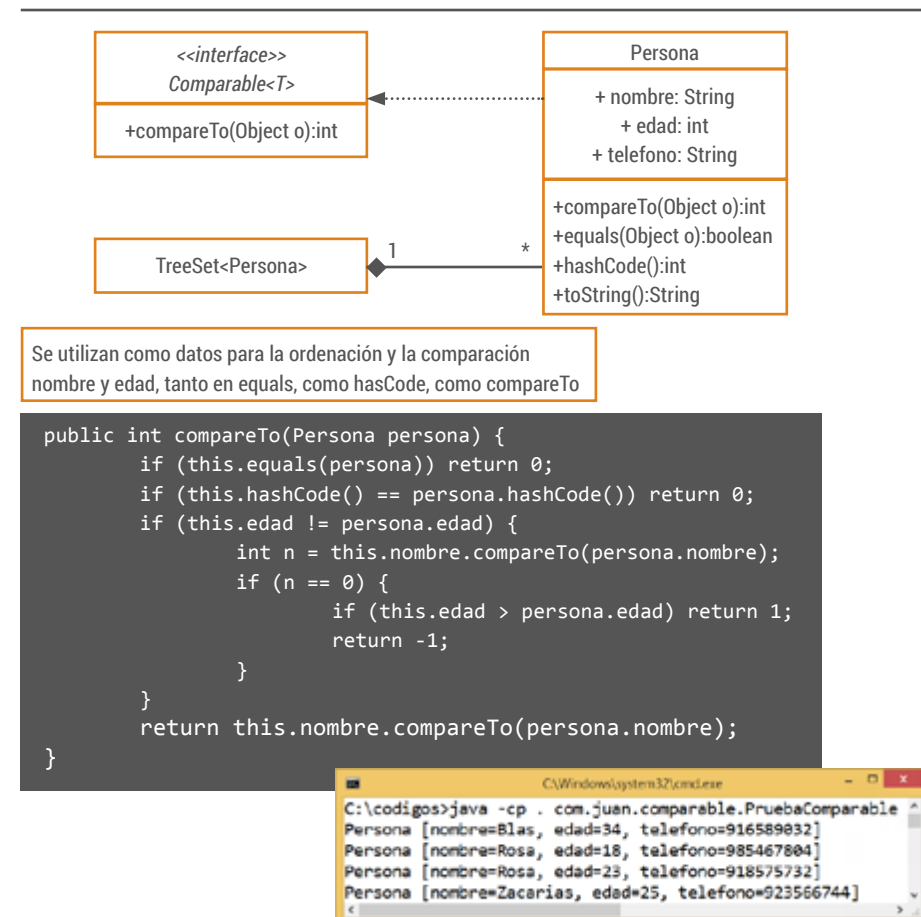 <<interface>>
Comparable<T>
+compareTo(Object o):int
Persona
+ nombre: String
+ edad: int
+ telefono: String
+compareTo(Object o):int
+equals(Object o):boolean
+hashCode():int
+toString():String
TreeSet<Persona>
1
*
Se utilizan como datos para la ordenación y la comparación
nombre y edad, tanto en equals, como hasCode, como compareTo
public int compareTo(Persona persona) {
if (this.equals(persona)) return 0;
if (this.hashCode() == persona.hashCode()) return 0;
if (this.edad != persona.edad) {
int n = this.nombre.compareTo(persona.nombre);
if (n == 0) {
if (this.edad > persona.edad) return 1;
return -1;
}
}
return this.nombre.compareTo(persona.nombre);
}
C:\Windows\system32\cmd.exe
C:\codigos>java -cp . com.juan.comparable.PruebaComparable
Persona [nombre=Blas, edad=34, telefono=916589032]
Persona [nombre=Rosa, edad=18, telefono=985467804]
Persona [nombre=Rosa, edad=23, telefono=918575732]
Persona [nombre=Zacarias, edad=25, telefono=923566744]